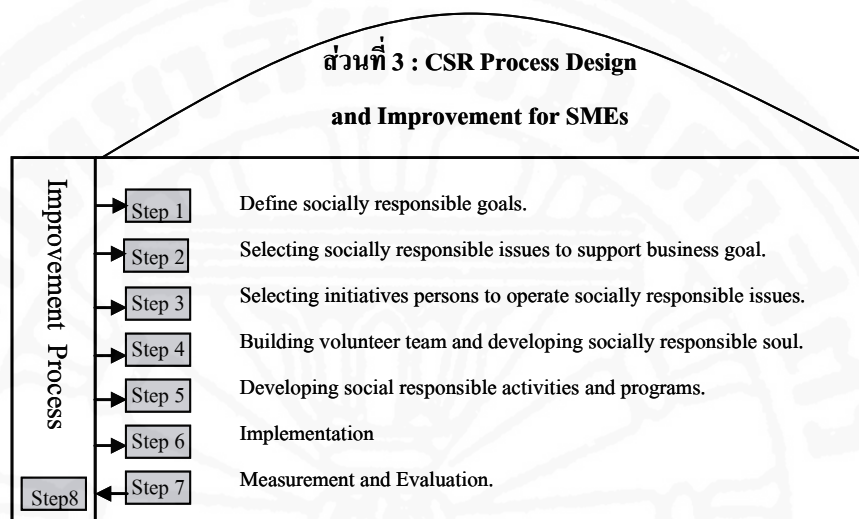 ส่วนที่ 3 : CSR Process Design
and Improvement for SMEs
Improvement Process
Step 1 Define socially responsible goals.
Step 2 Selecting socially responsible issues to support business goal.
Step 3 Selecting initiatives persons to operate socially responsible issues.
Step 4 Building volunteer team and developing socially responsible soul.
Step 5 Developing social responsible activities and programs.
Step 6 Implementation
Step 7 Measurement and Evaluation.
Step8